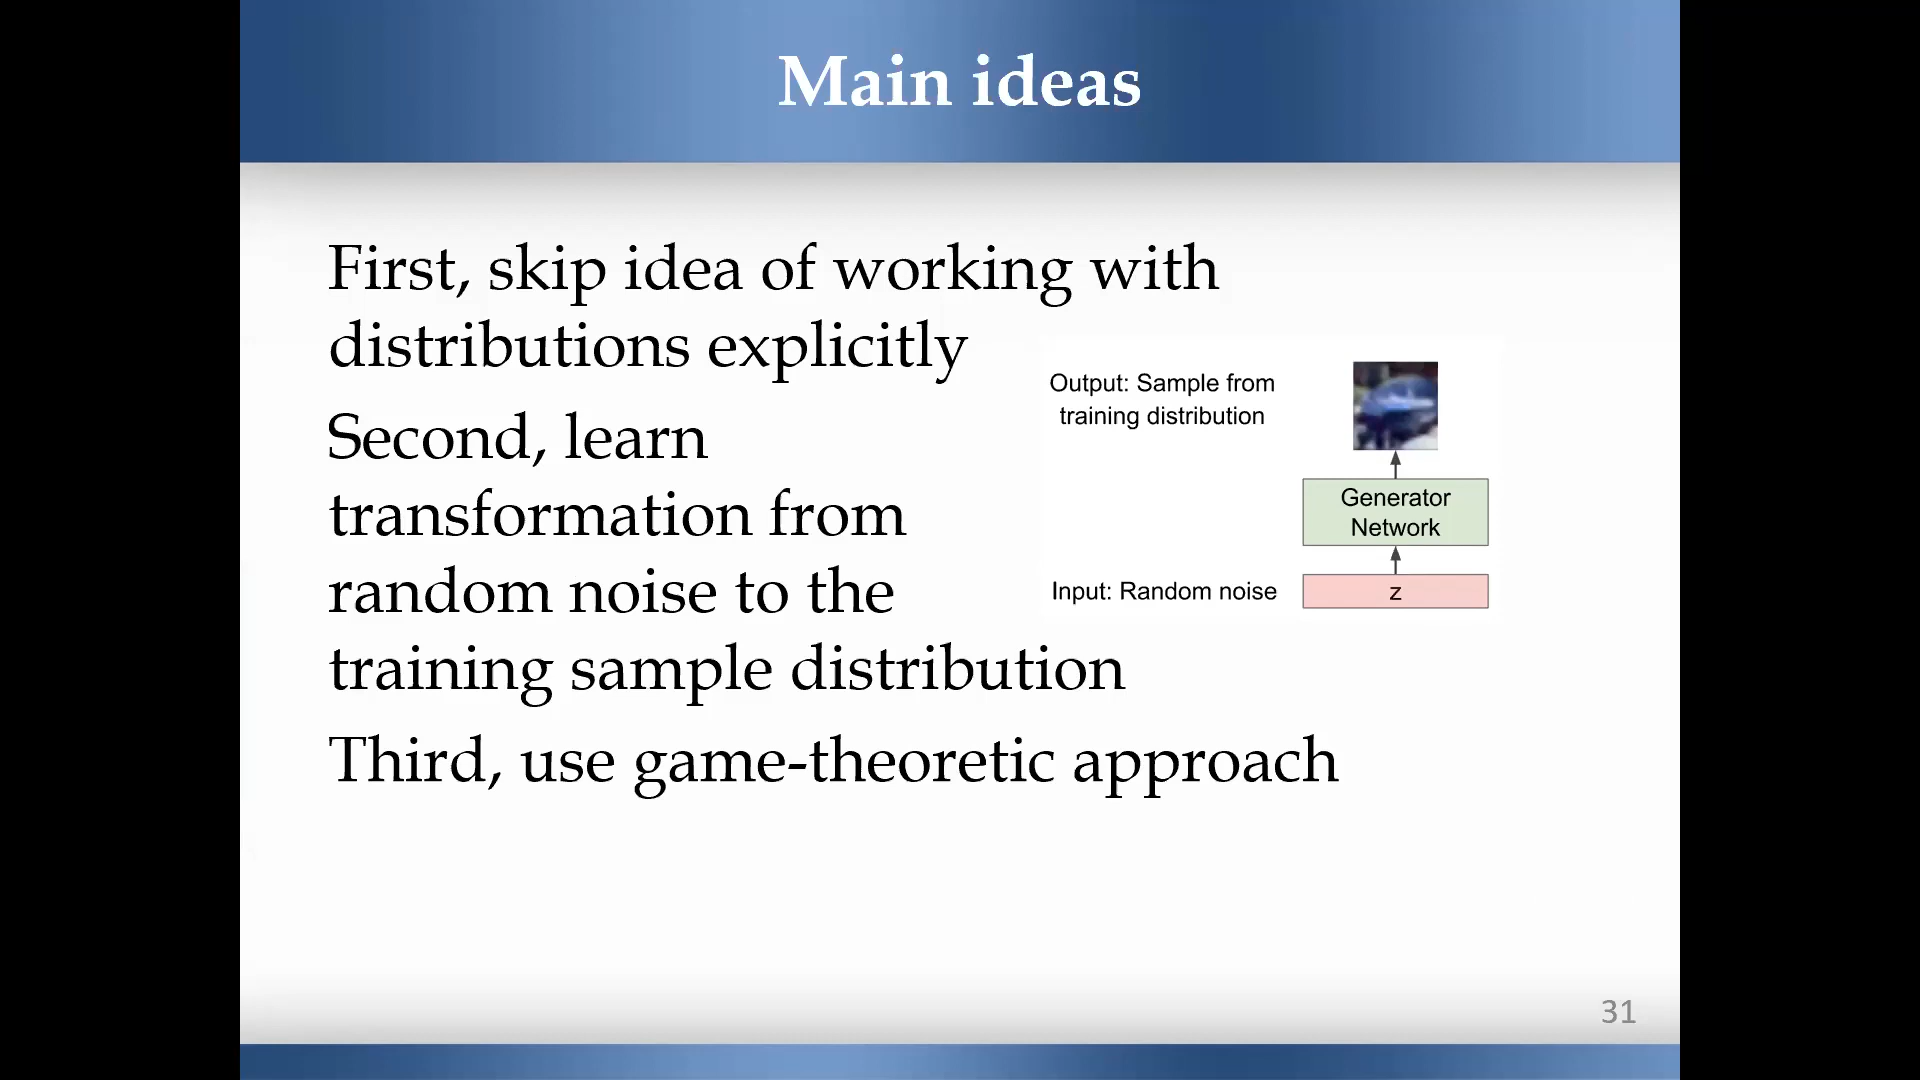 Main ideas
First, skip idea of working with
distributions explicitly
Second, learn
transformation from
random noise to the
training sample distribution
Third, use game-theoretic approach
Output: Sample from
training distribution
Generator
Network
Input: Random noise
z
31